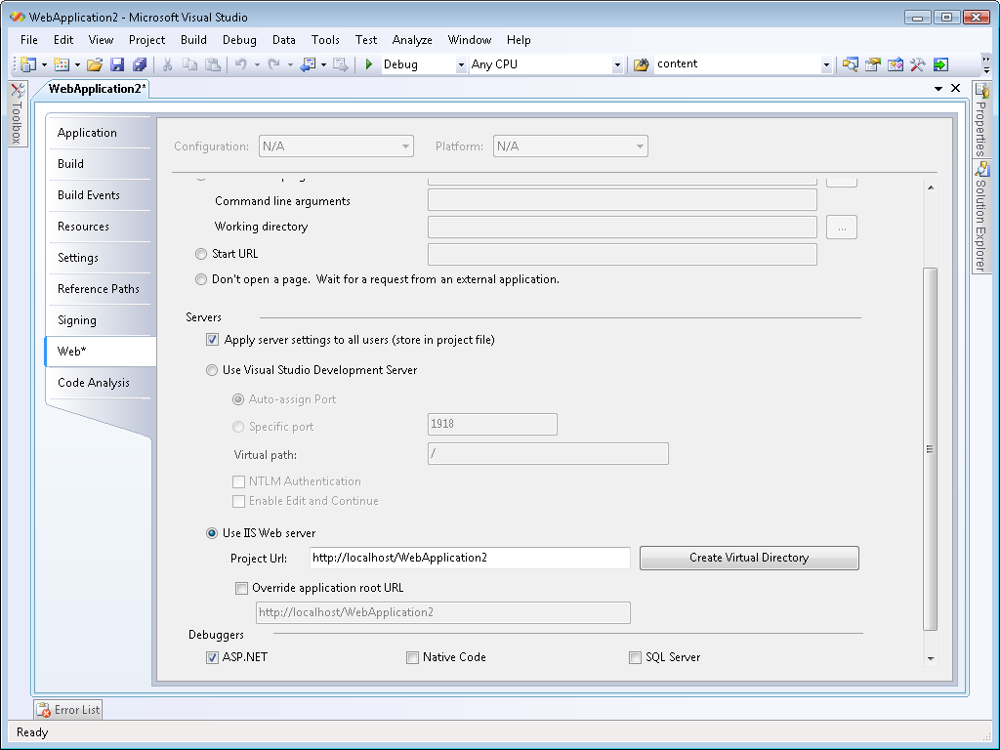 WebApplication2 - Microsoft Visual Studio
File Edit View Project Build Debug Data Tools Test Analyze Window Help
Debug Any CPU content
WebApplication2*
Toolbox
Properties
Solution Explorer
Application
Build
Build Events
Resources
Settings
Reference Paths
Signing
Web*
Code Analysis
Configuration: N/A Platform: N/A
Command line arguments
Working directory ...
Start URL
Don't open a page. Wait for a request from an external application.
Servers
Apply server settings to all users (store in project file)
Use Visual Studio Development Server
Auto-assign Port
Specific port 1918
Virtual path: /
NTLM Authentication
Enable Edit and Continue
Use IIS Web server
Project Url: http://localhost/WebApplication2 Create Virtual Directory
Override application root URL
http://localhost/WebApplication2
Debuggers
ASP.NET Native Code SQL Server
Error List
Ready